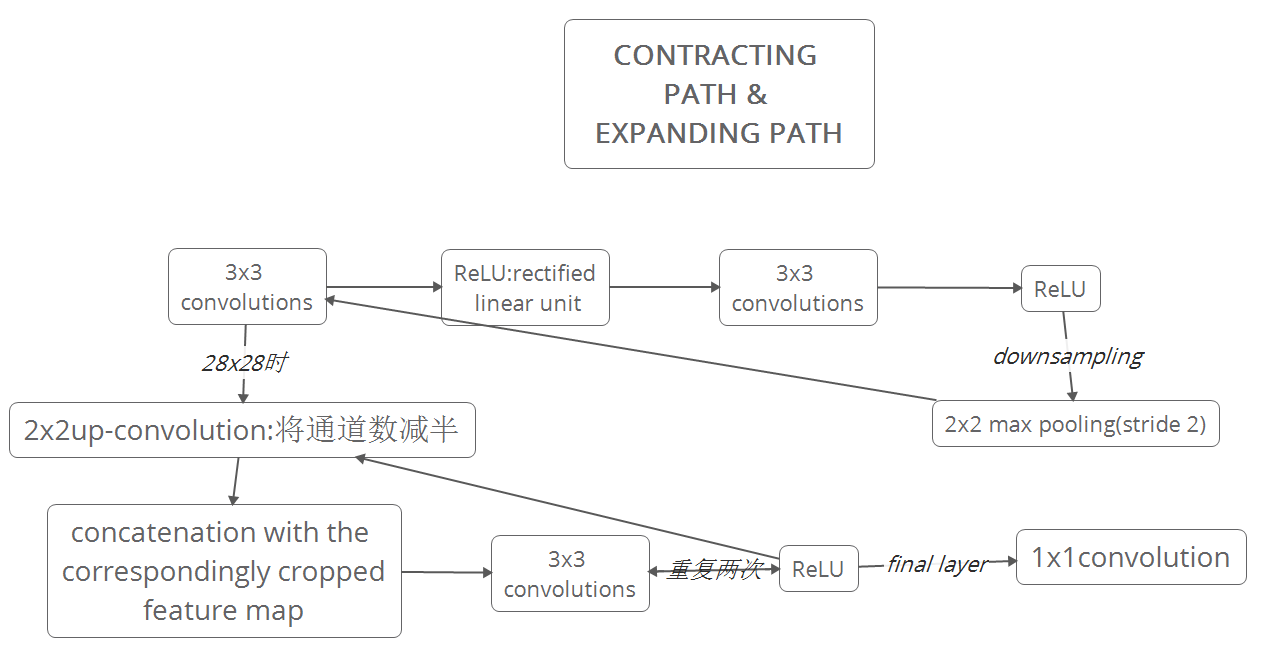 CONTRACTING
PATH &
EXPANDING PATH
3x3
convolutions
ReLU:rectified
linear unit
3x3
convolutions
ReLU
28x28时
downsampling
2x2up-convolution:将通道数减半
2x2 max pooling(stride 2)
concatenation with the
correspondingly cropped
feature map
3x3
convolutions
重复两次
ReLU
final layer
1x1convolution